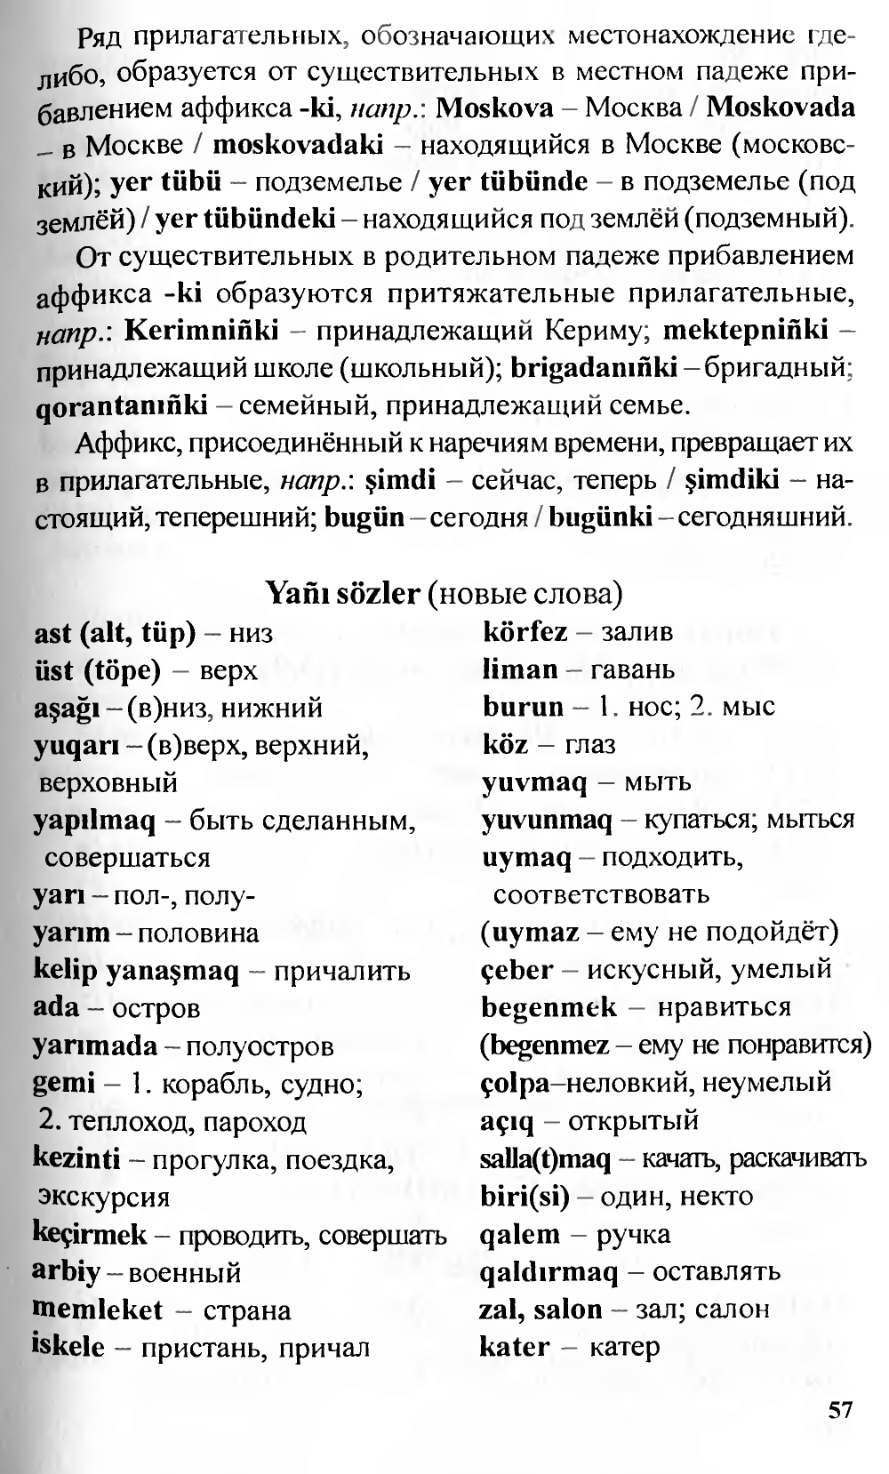 Ряд прилагательных, обозначающих местонахождение где-
либо, образуется от существительных в местном падеже при-
бавлением аффикса -ki, напр.: Moskova – Москва / Moskovada
– в Москве / moskovadaki – находящийся в Москве (московс-
кий); yer tübü – подземелье / yer tübünde – в подземелье (под
землёй) / yer tübündeki – находящийся под землёй (подземный).
От существительных в родительном падеже прибавлением
аффикса -ki образуются притяжательные прилагательные,
напр.: Kerimniñki – принадлежащий Кериму; mektepniñki –
принадлежащий школе (школьный); brigadanıñki – бригадный;
qorantanıñki – семейный, принадлежащий семье.
Аффикс, присоединённый к наречиям времени, превращает их
в прилагательные, напр.: şimdi – сейчас, теперь / şimdiki – на-
стоящий, теперешний; bugün – сегодня / bugünki – сегодняшний.
Yañı sözler (новые слова)
ast (alt, tüp) – низ
üst (töpe) – верх
aşağı – (в)низ, нижний
yuqarı – (в)верх, верхний,
верховный
yapılmaq – быть сделанным,
совершаться
yarı – пол-, полу-
yarım – половина
kelip yanaşmaq – причалить
ada – остров
yarımada – полуостров
gemi – 1. корабль, судно;
2. теплоход, пароход
kezinti – прогулка, поездка,
экскурсия
keçirmek – проводить, совершать
arbiy – военный
memleket – страна
iskele – пристань, причал
körfez – залив
liman – гавань
burun – 1. нос; 2. мыс
köz – глаз
yuvmaq – мыть
yuvunmaq – купаться; мыться
uymaq – подходить,
соответствовать
(uymaz – ему не подойдёт)
çeber – искусный, умелый
begenmek – нравиться
(begenmez – ему не понравится)
çolpa–неловкий, неумелый
açıq – открытый
salla(t)maq – качать, раскачивать
biri(si) – один, некто
qalem – ручка
qaldırmaq – оставлять
zal, salon – зал; салон
kater – катер
57